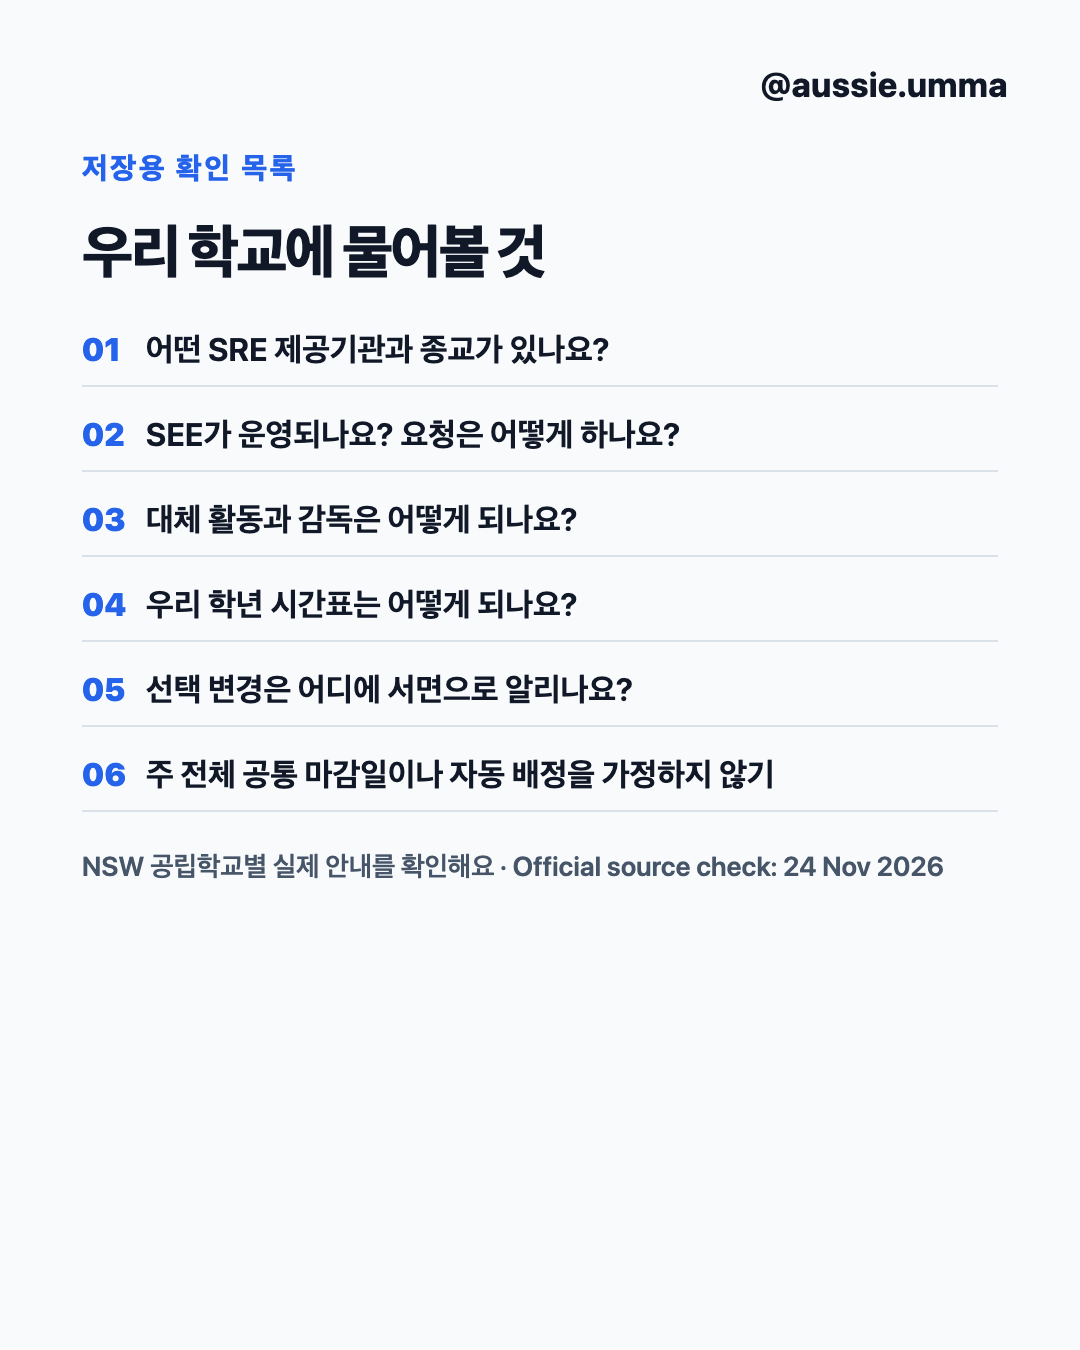 @aussie.umma
저장용 확인 목록
우리 학교에 물어볼 것
01 어떤 SRE 제공기관과 종교가 있나요?
02 SEE가 운영되나요? 요청은 어떻게 하나요?
03 대체 활동과 감독은 어떻게 되나요?
04 우리 학년 시간표는 어떻게 되나요?
05 선택 변경은 어디에 서면으로 알리나요?
06 주 전체 공통 마감일이나 자동 배정을 가정하지 않기
NSW 공립학교별 실제 안내를 확인해요 · Official source check: 24 Nov 2026